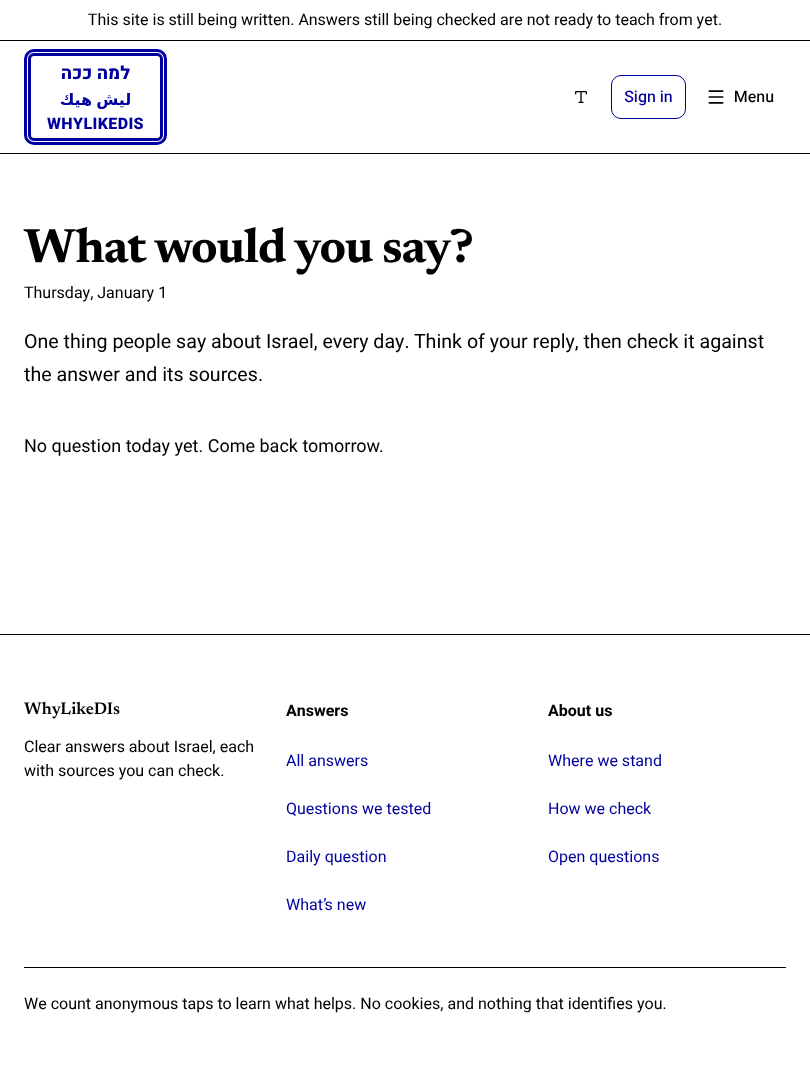 This site is still being written. Answers still being checked are not ready to teach from yet.
למה ככה
ليش هيك
WHYLIKEDIS
T
Sign in
Menu
What would you say?
Thursday, January 1
One thing people say about Israel, every day. Think of your reply, then check it against
the answer and its sources.
No question today yet. Come back tomorrow.
WhyLikeDIs
Clear answers about Israel, each
with sources you can check.
Answers
All answers
Questions we tested
Daily question
What’s new
About us
Where we stand
How we check
Open questions
We count anonymous taps to learn what helps. No cookies, and nothing that identifies you.